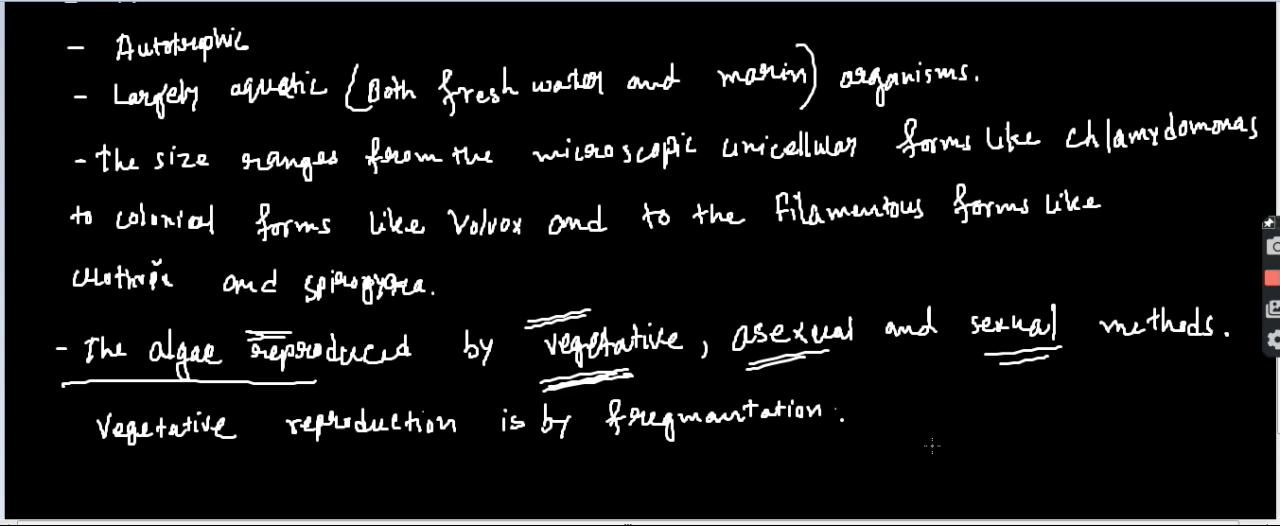 - Autotrophic
- Largely aquatic (Both fresh water and marin) organisms.
- the size ranges from the microscopic unicellular forms like chlamydomonas
to colonial forms like Volvox and to the filamentous forms like
Ulothrix and spirogyra.
- The algae reproduced by vegetative, asexual and sexual methods.
Vegetative reproduction is by fregmantation.